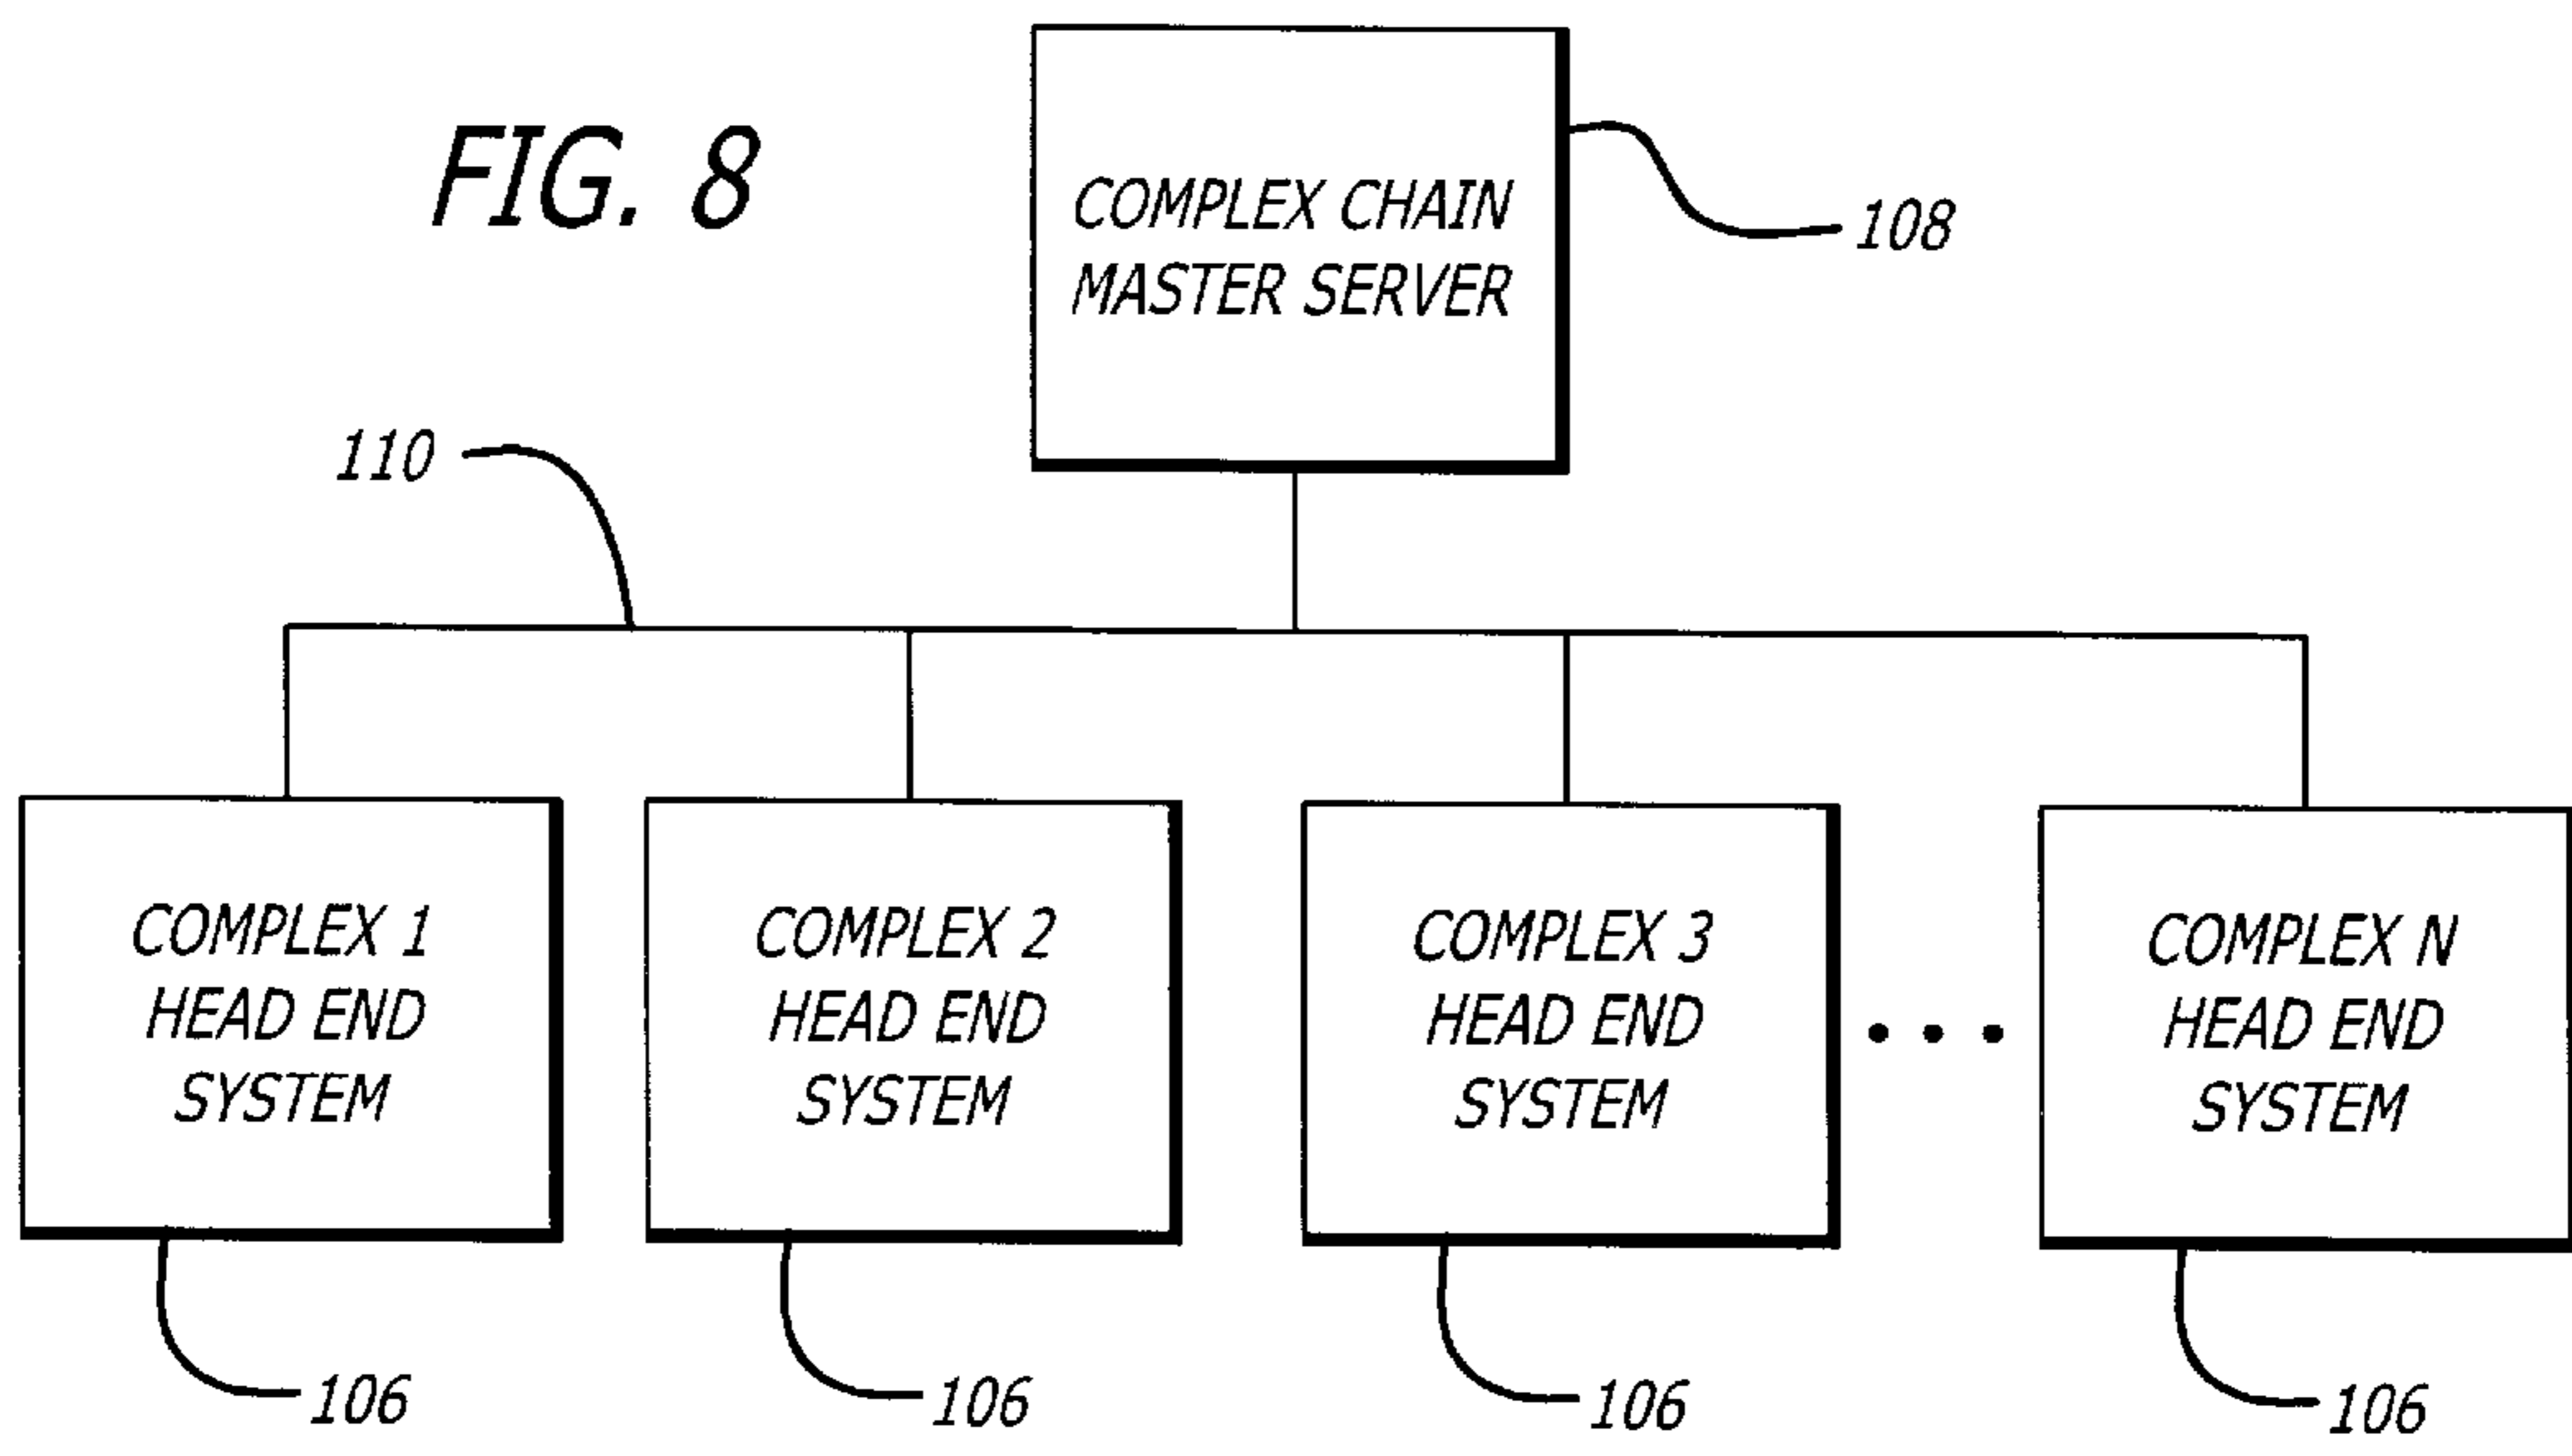 FIG. 8
COMPLEX CHAIN
MASTER SERVER
108
110
COMPLEX 1
HEAD END
SYSTEM
COMPLEX 2
HEAD END
SYSTEM
COMPLEX 3
HEAD END
SYSTEM
COMPLEX N
HEAD END
SYSTEM
106
106
106
106